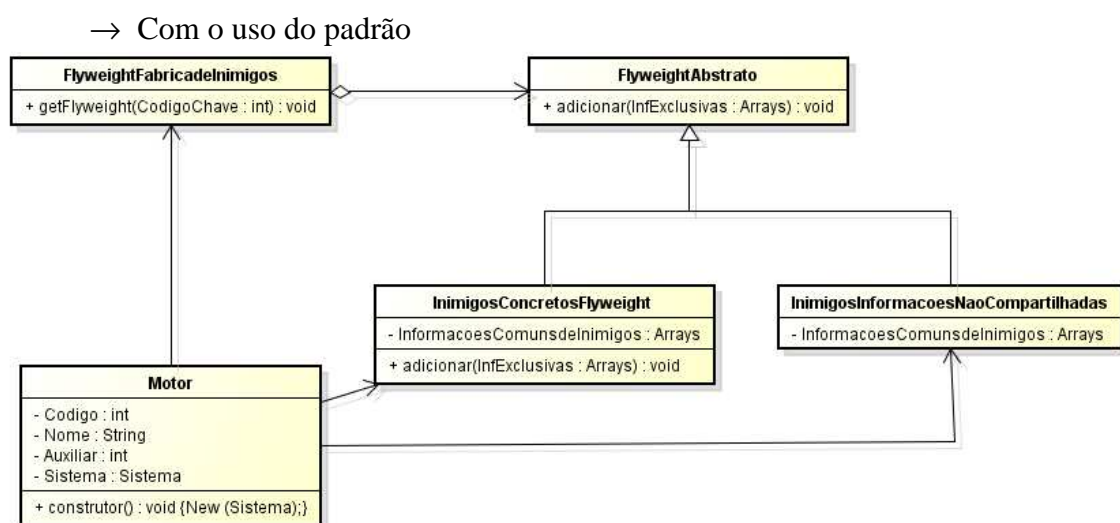 → Com o uso do padrão
FlyweightFabricadeInimigos
+ getFlyweight(CodigoChave : int) : void
FlyweightAbstrato
+ adicionar(InfExclusivas : Arrays) : void
InimigosConcretosFlyweight
- InformacoesComunsdeInimigos : Arrays
+ adicionar(InfExclusivas : Arrays) : void
InimigosInformacoesNaoCompartilhadas
- InformacoesComunsdeInimigos : Arrays
Motor
- Codigo : int
- Nome : String
- Auxiliar : int
- Sistema : Sistema
+ construtor() : void {New (Sistema);}